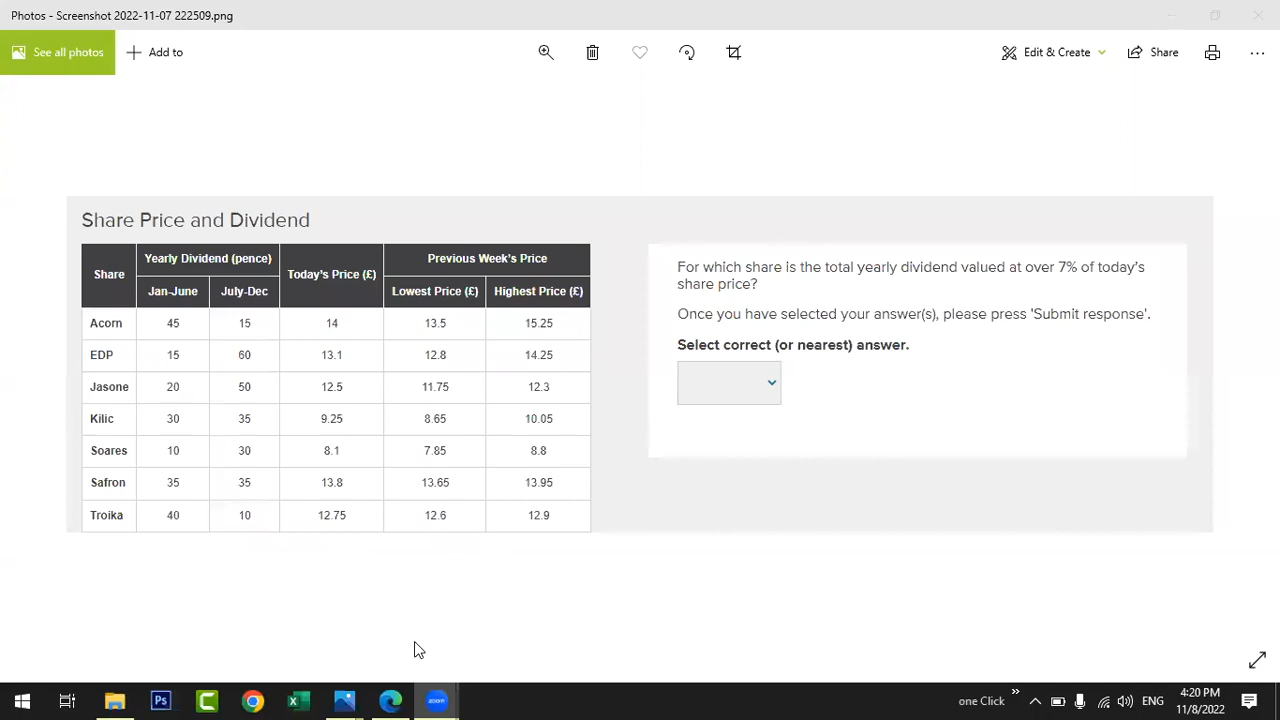 Photos - Screenshot 2022-11-07 222509.png
See all photos
Add to
Edit & Create
Share
Share Price and Dividend
Share
Yearly Dividend (pence)
Today's Price (£)
Previous Week's Price
Jan-June
July-Dec
Lowest Price (£)
Highest Price (£)
Acorn 45 15 14 13.5 15.25
EDP 15 60 13.1 12.8 14.25
Jasone 20 50 12.5 11.75 12.3
Kilic 30 35 9.25 8.65 10.05
Soares 10 30 8.1 7.85 8.8
Safron 35 35 13.8 13.65 13.95
Troika 40 10 12.75 12.6 12.9
For which share is the total yearly dividend valued at over 7% of today's
share price?
Once you have selected your answer(s), please press 'Submit response'.
Select correct (or nearest) answer.
Ps
zoom
one Click
ENG
4:20 PM
11/8/2022